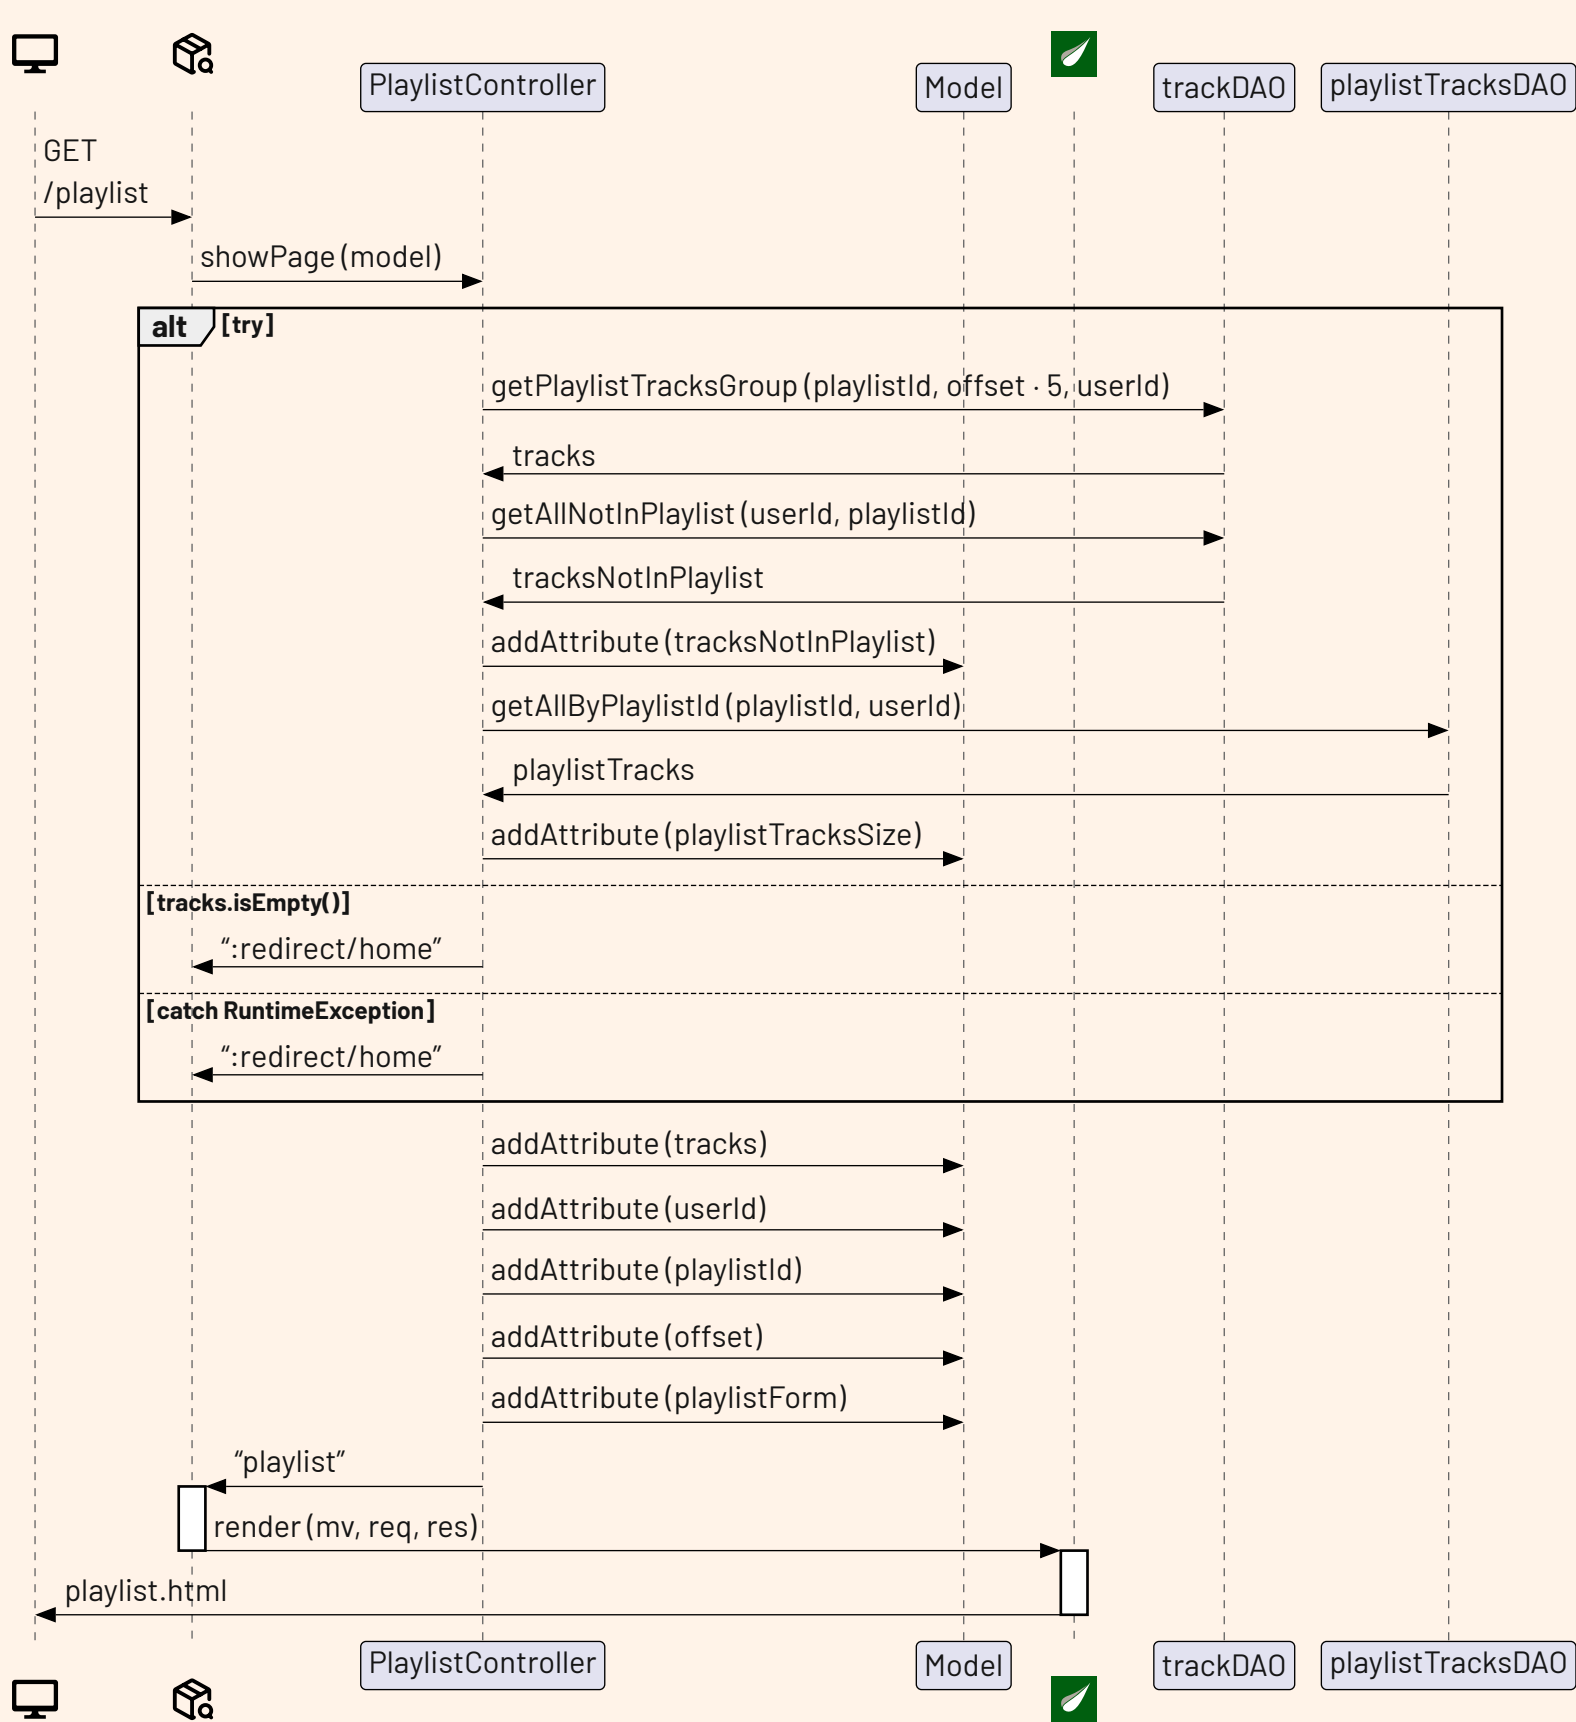 PlaylistController
Model
trackDAO
playlistTracksDAO
GET
/playlist
showPage (model)
alt
[try]
getPlaylistTracksGroup (playlistId, offset · 5, userId)
tracks
getAllNotInPlaylist (userId, playlistId)
tracksNotInPlaylist
addAttribute (tracksNotInPlaylist)
getAllByPlaylistId (playlistId, userId)
playlistTracks
addAttribute (playlistTracksSize)
[tracks.isEmpty()]
“:redirect/home”
[catch RuntimeException]
“:redirect/home”
addAttribute (tracks)
addAttribute (userId)
addAttribute (playlistId)
addAttribute (offset)
addAttribute (playlistForm)
“playlist”
render (mv, req, res)
playlist.html
PlaylistController
Model
trackDAO
playlistTracksDAO